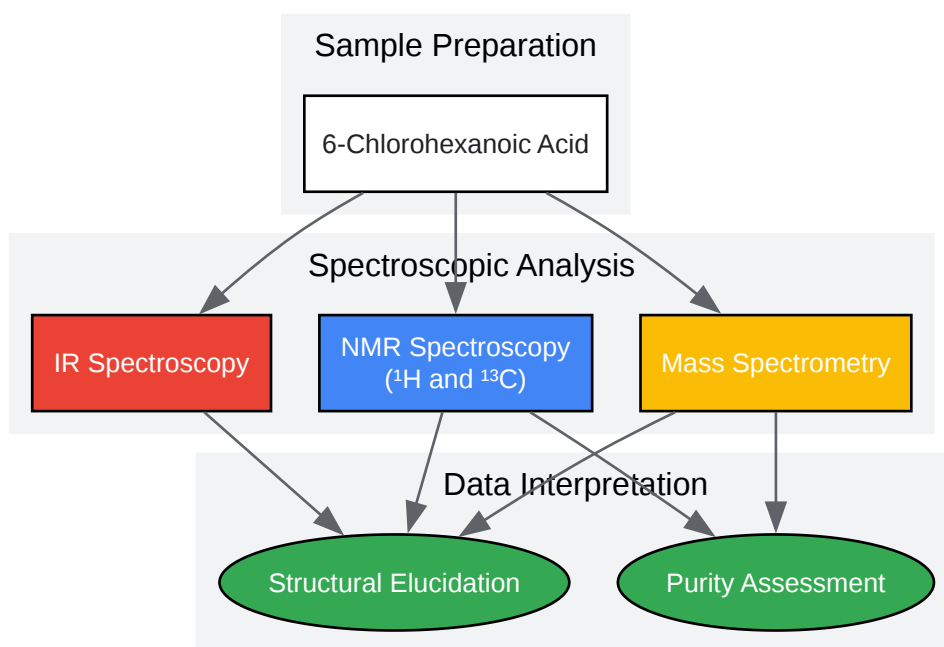 Sample Preparation
6-Chlorohexanoic Acid
Spectroscopic Analysis
IR Spectroscopy
NMR Spectroscopy
(¹H and ¹³C)
Mass Spectrometry
Data Interpretation
Structural Elucidation
Purity Assessment